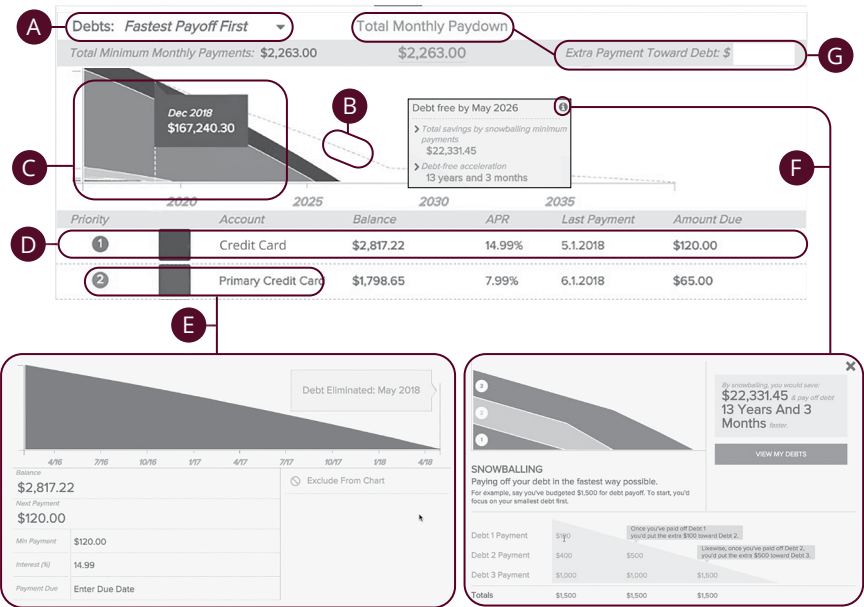 A
Debts: Fastest Payoff First
Total Monthly Paydown
Total Minimum Monthly Payments: $2,263.00
$2,263.00
Extra Payment Toward Debt: $
G
B
Dec 2018
$167,240.30
Debt free by May 2026
Total savings by snowballing minimum
payments
$22,331.45
Debt-free acceleration
13 years and 3 months
C
F
2020 2025 2030 2035
Priority Account Balance APR Last Payment Amount Due
D
1 Credit Card $2,817.22 14.99% 5.1.2018 $120.00
2 Primary Credit Card $1,798.65 7.99% 6.1.2018 $65.00
E
Debt Eliminated: May 2018
4/16 7/16 10/16 1/17 4/17 7/17 10/17 1/18 4/18
Balance
$2,817.22
Next Payment
$120.00
Min Payment $120.00
Interest (%) 14.99
Payment Due Enter Due Date
Exclude From Chart
3
2
1
By snowballing, you would save:
$22,331.45 & pay off debt
13 Years And 3
Months faster.
VIEW MY DEBTS
SNOWBALLING
Paying off your debt in the fastest way possible.
For example, say you've budgeted $1,500 for debt payoff. To start, you'd
focus on your smallest debt first.
Once you've paid off Debt 1
you'd put the extra $100 toward Debt 2.
Debt 1 Payment $100
Likewise, once you've paid off Debt 2,
you'd put the extra $500 toward Debt 3.
Debt 2 Payment $400 $500
Debt 3 Payment $1,000 $1,000 $1,500
Totals $1,500 $1,500 $1,500